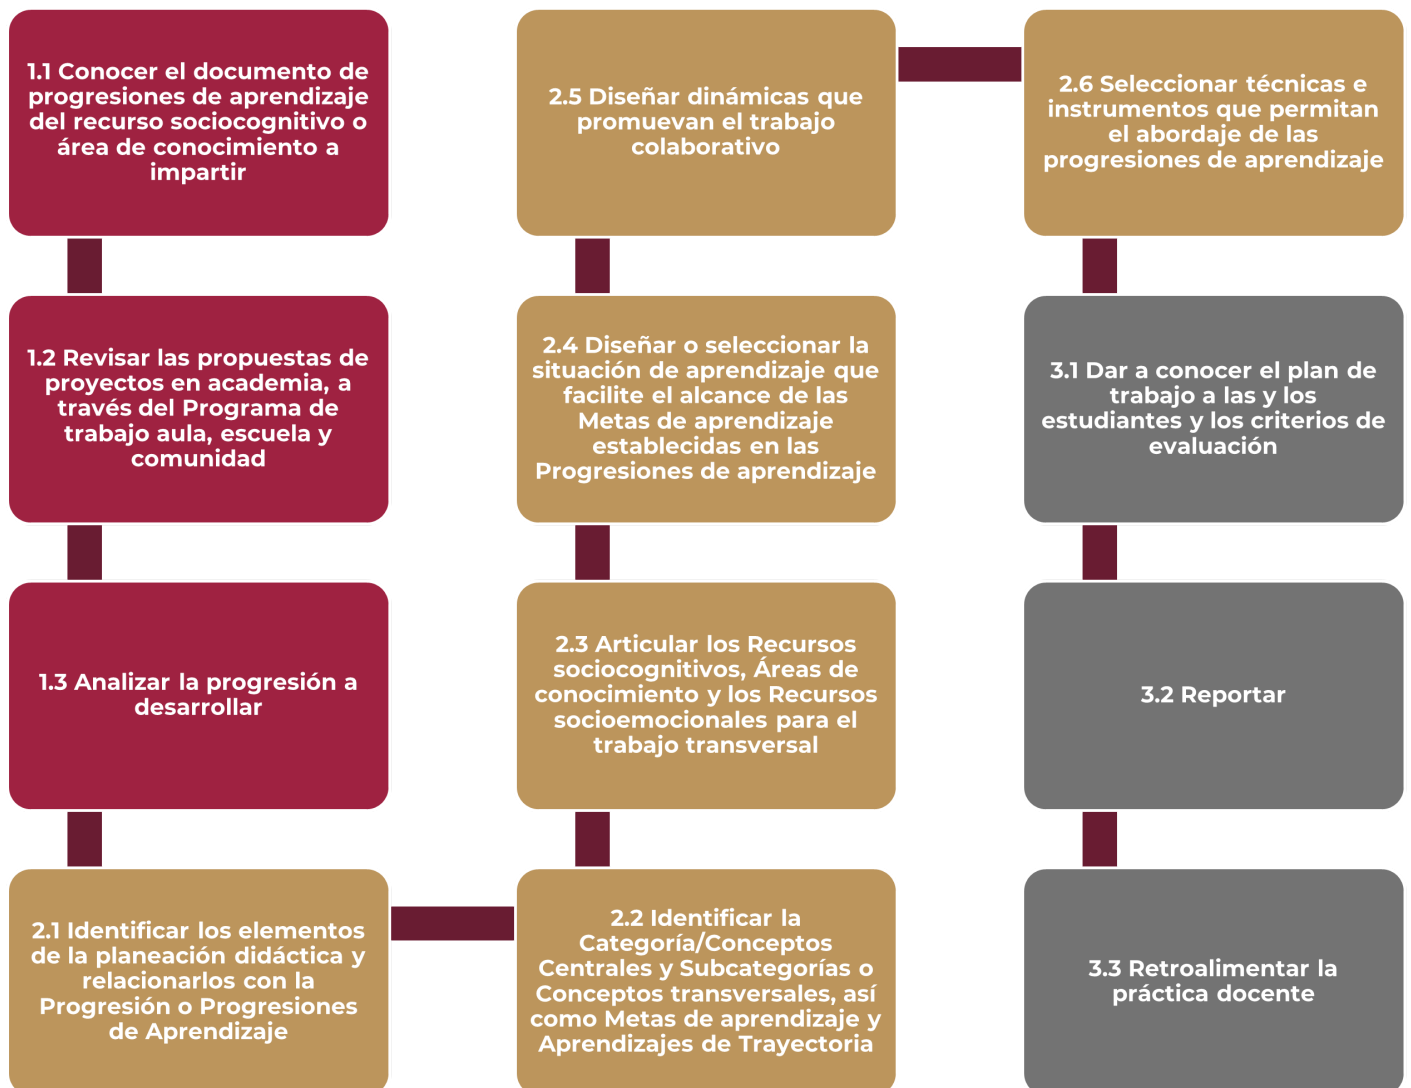 1.1 Conocer el documento de
progresiones de aprendizaje
del recurso sociocognitivo o
área de conocimiento a
impartir
1.2 Revisar las propuestas de
proyectos en academia, a
través del Programa de
trabajo aula, escuela y
comunidad
1.3 Analizar la progresión a
desarrollar
2.1 Identificar los elementos
de la planeación didáctica y
relacionarlos con la
Progresión o Progresiones
de Aprendizaje
2.2 Identificar la
Categoría/Conceptos
Centrales y Subcategorías o
Conceptos transversales, así
como Metas de aprendizaje y
Aprendizajes de Trayectoria
2.3 Articular los Recursos
sociocognitivos, Áreas de
conocimiento y los Recursos
socioemocionales para el
trabajo transversal
2.4 Diseñar o seleccionar la
situación de aprendizaje que
facilite el alcance de las
Metas de aprendizaje
establecidas en las
Progresiones de aprendizaje
2.5 Diseñar dinámicas que
promuevan el trabajo
colaborativo
2.6 Seleccionar técnicas e
instrumentos que permitan
el abordaje de las
progresiones de aprendizaje
3.1 Dar a conocer el plan de
trabajo a las y los
estudiantes y los criterios de
evaluación
3.2 Reportar
3.3 Retroalimentar la
práctica docente